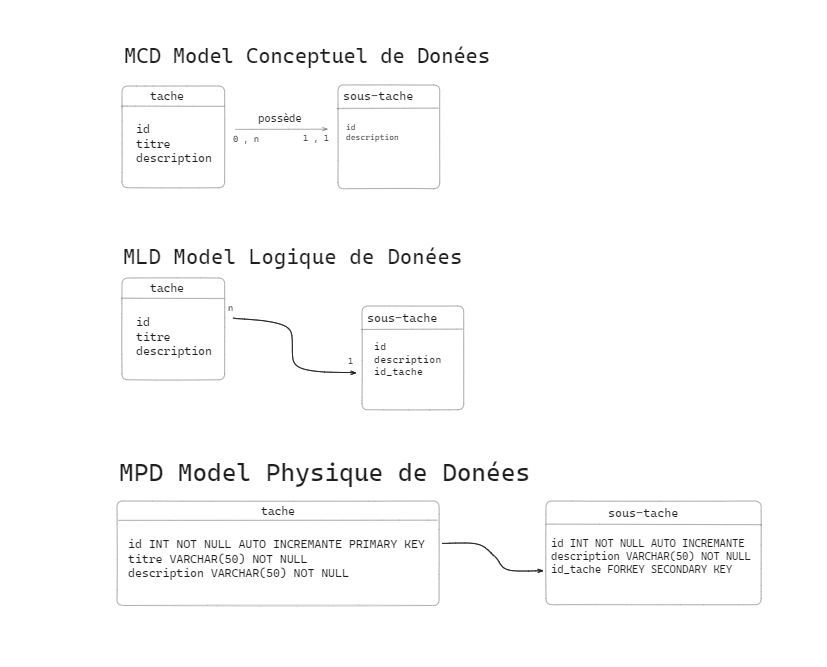 MCD Model Conceptuel de Donées
tache
id
titre
description
possède
0 , n
1 , 1
sous-tache
id
description
MLD Model Logique de Donées
tache
id
titre
description
n
1
sous-tache
id
description
id_tache
MPD Model Physique de Donées
tache
id INT NOT NULL AUTO INCREMANTE PRIMARY KEY
titre VARCHAR(50) NOT NULL
description VARCHAR(50) NOT NULL
sous-tache
id INT NOT NULL AUTO INCREMANTE
description VARCHAR(50) NOT NULL
id_tache FORKEY SECONDARY KEY